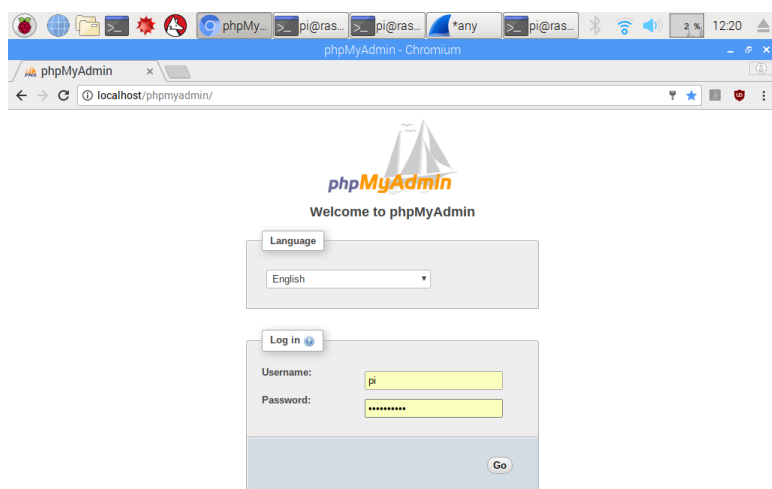 phpMy...
pi@ras...
pi@ras...
*any
pi@ras...
2 %
12:20
phpMyAdmin - Chromium
phpMyAdmin
localhost/phpmyadmin/
phpMyAdmin
Welcome to phpMyAdmin
Language
English
Log in
Username:
pi
Password:
••••••••••
Go